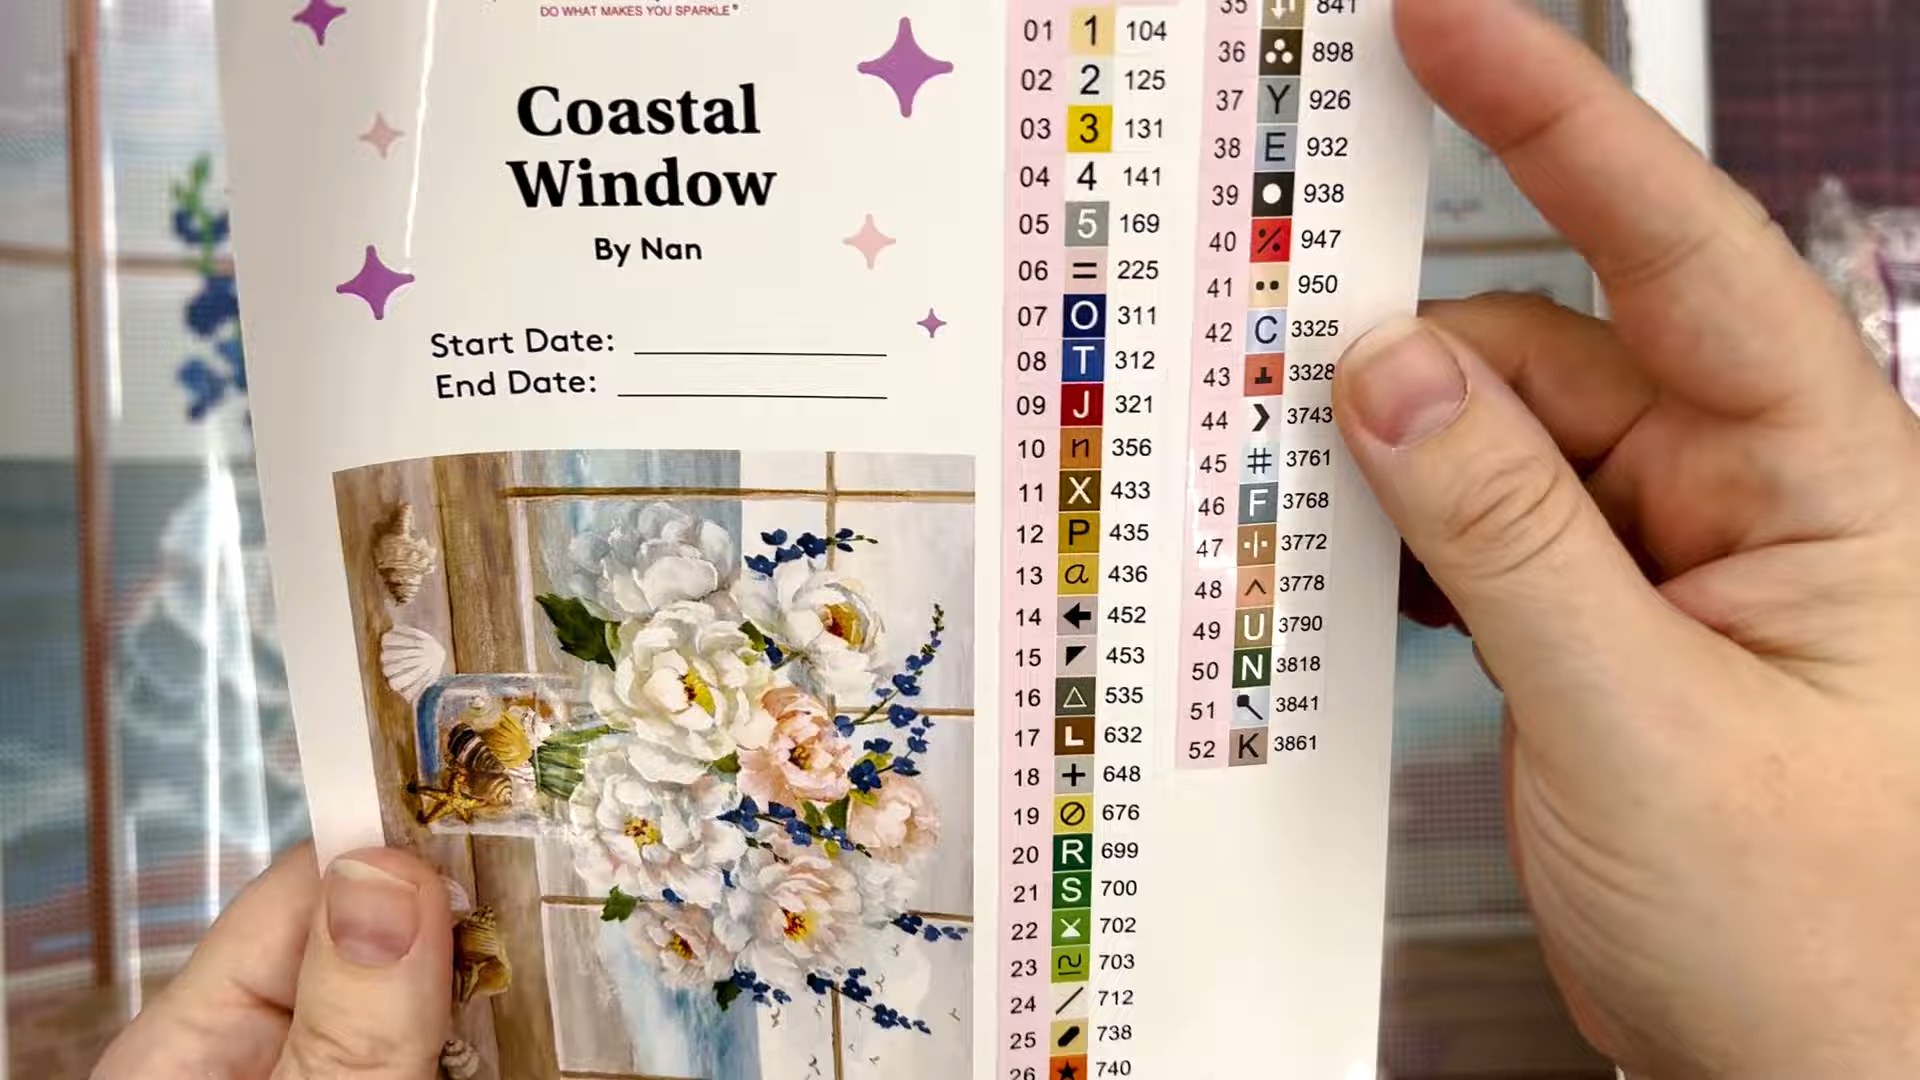 DO WHAT MAKES YOU SPARKLE®
Coastal
Window
By Nan
Start Date:
End Date:
01 1 104
02 2 125
03 3 131
04 4 141
05 5 169
06 = 225
07 O 311
08 T 312
09 J 321
10 n 356
11 X 433
12 P 435
13 a 436
14 452
15 453
16 △ 535
17 L 632
18 + 648
19 676
20 R 699
21 S 700
22 702
23 703
24 / 712
25 738
26 ★ 740
35 841
36 898
37 Y 926
38 E 932
39 ● 938
40 % 947
41 950
42 C 3325
43 3328
44 3743
45 # 3761
46 F 3768
47 3772
48 ^ 3778
49 U 3790
50 N 3818
51 3841
52 K 3861